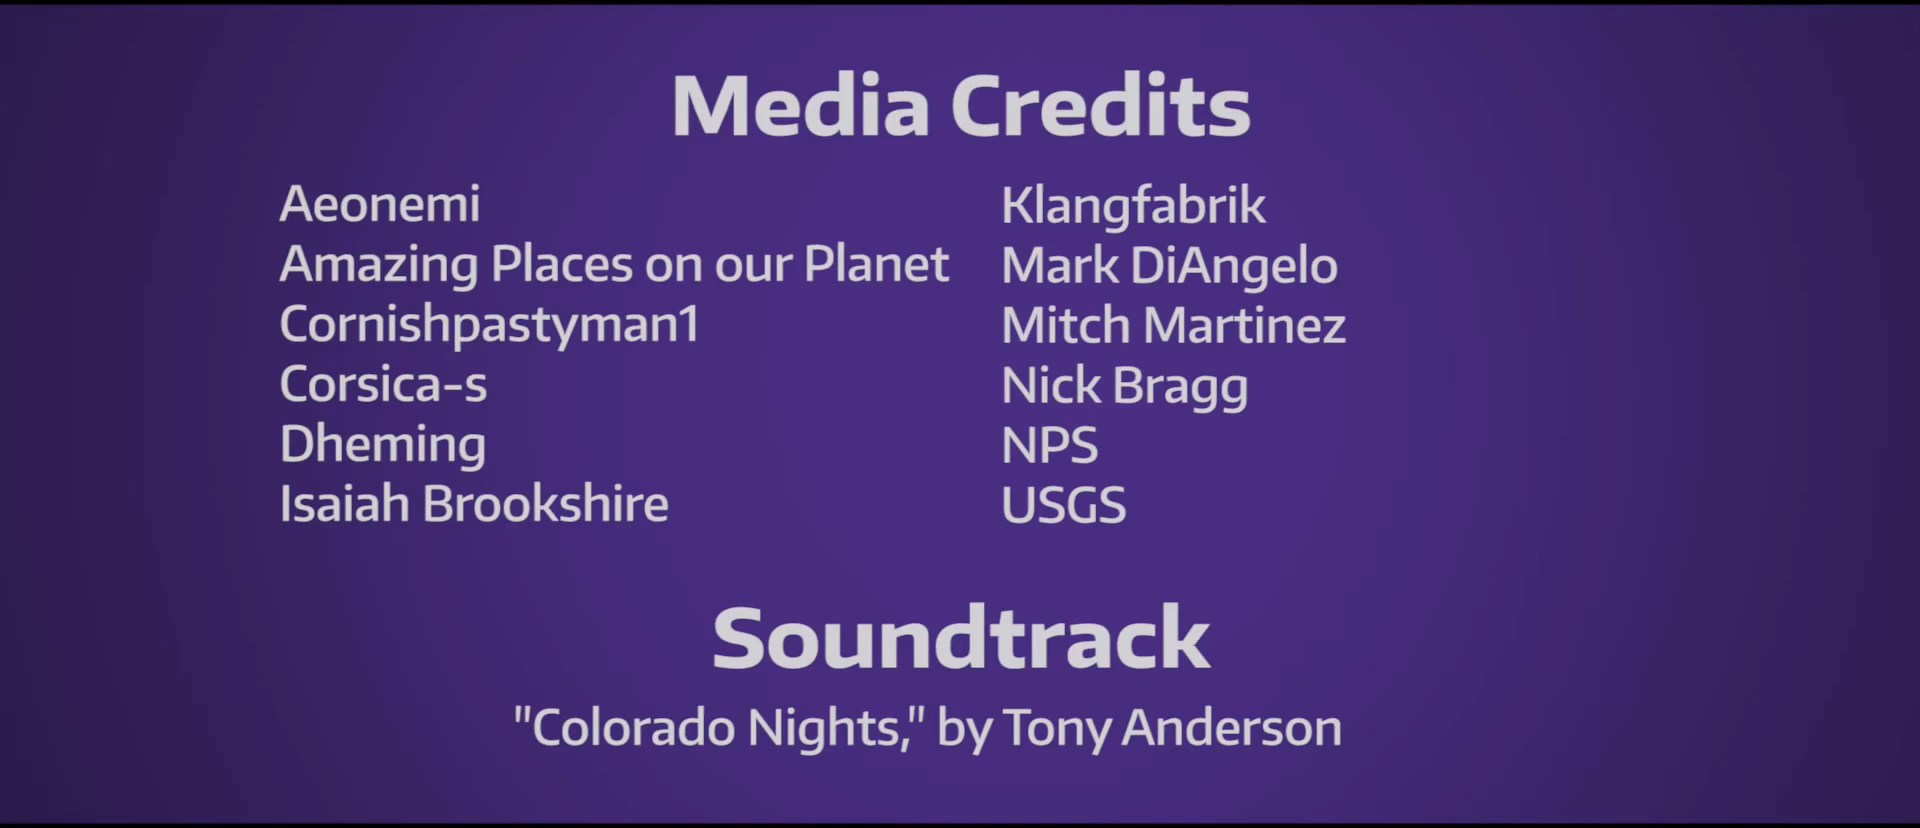 Media Credits
Aeonemi
Amazing Places on our Planet
Cornishpastyman1
Corsica-s
Dheming
Isaiah Brookshire
Klangfabrik
Mark DiAngelo
Mitch Martinez
Nick Bragg
NPS
USGS
Soundtrack
"Colorado Nights," by Tony Anderson